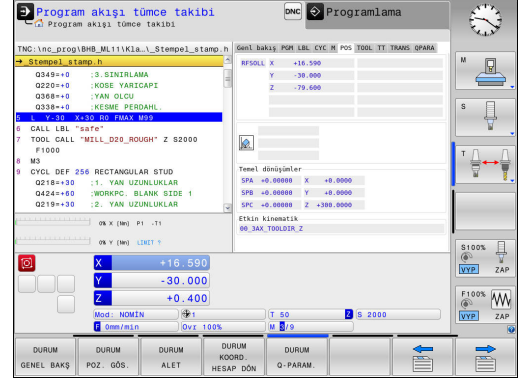 Program akışı tümce takibi
DNC
Programlama
Program akışı tümce takibi
TNC:\nc_prog\BHB_ML11\Kla…\_Stempel_stamp.h
→_Stempel_stamp.h
Q349=+0 ;3.SINIRLAMA
Q220=+0 ;KOSE YARICAPI
Q368=+0 ;YAN OLCU
Q338=+0 ;KESME PERDAHL.
5 L Y-30 X+30 R0 FMAX M99
6 CALL LBL "safe"
7 TOOL CALL "MILL_D20_ROUGH" Z S2000
F1000
8 M3
9 CYCL DEF 256 RECTANGULAR STUD
Q218=+30 ;1. YAN UZUNLUKLAR
Q424=+60 ;WORKPC. BLANK SIDE 1
Q219=+30 ;2. YAN UZUNLUKLAR
Genl bakış PGM LBL CYC M POS TOOL TT TRANS QPARA
RFSOLL X +16.590
Y -30.000
Z -79.600
Temel dönüşümler
SPA +0.00000 X +0.0000
SPB +0.00000 Y +0.0000
SPC +0.00000 Z +300.0000
Etkin kinematik
00_3AX_TOOLDIR_Z
0% X [Nm] P1 -T1
0% Y [Nm] LIMIT 1
X +16.590
Y -30.000
Z +0.400
Mod: NOMİN 1 T 50 Z S 2000
F 0mm/min Ovr 100% M 3/9
M
S
T
S100%
VYP ZAP
F100%
VYP ZAP
DURUM
GENEL BAKŞ
DURUM
POZ. GÖS.
DURUM
ALET
DURUM
KOORD.
HESAP DÖN
DURUM
Q-PARAM.